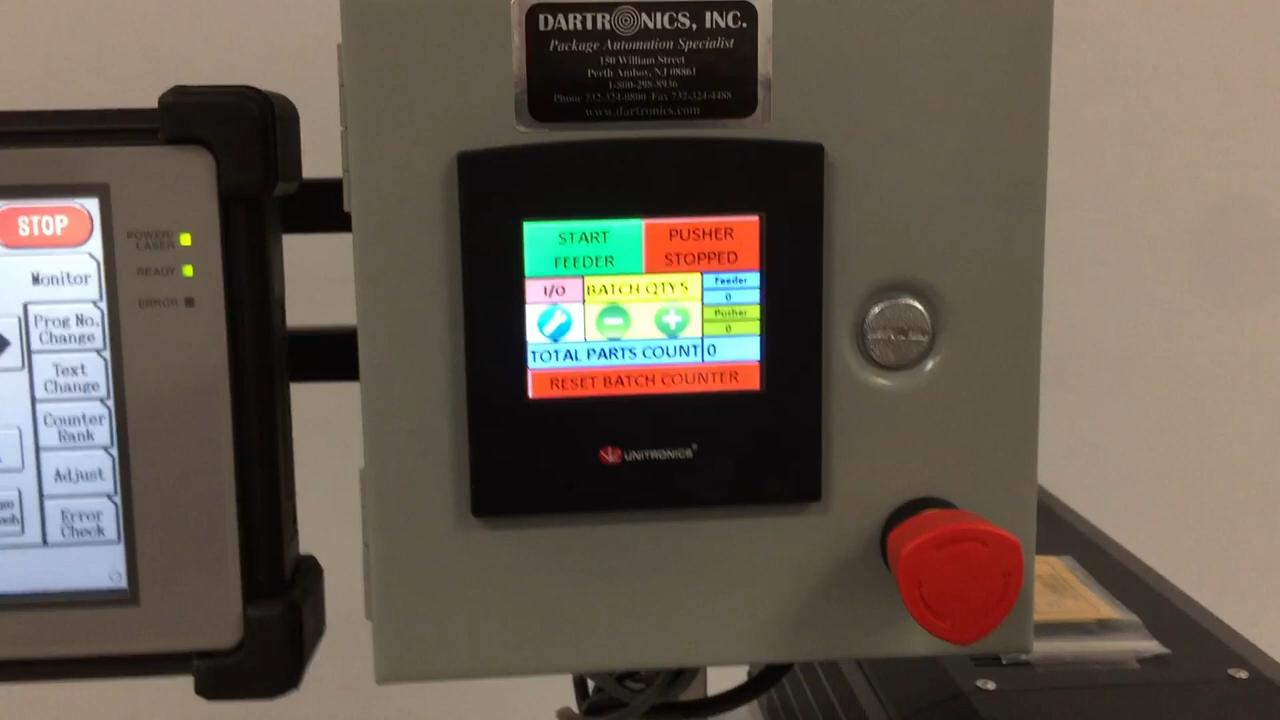 DARTRONICS, INC.
Package Automation Specialist
150 William Street
Perth Amboy, NJ 08861
1-800-298-8936
Phone 732-324-0800 Fax 732-324-4488
www.dartronics.com
STOP
POWER/
LASER
READY
ERROR
Monitor
Prog No.
Change
Text
Change
Counter
Rank
Adjust
Error
Check
START
FEEDER
PUSHER
STOPPED
I/O
BATCH QTYS
Feeder
0
Pusher
0
TOTAL PARTS COUNT 0
RESET BATCH COUNTER
UNITRONICS